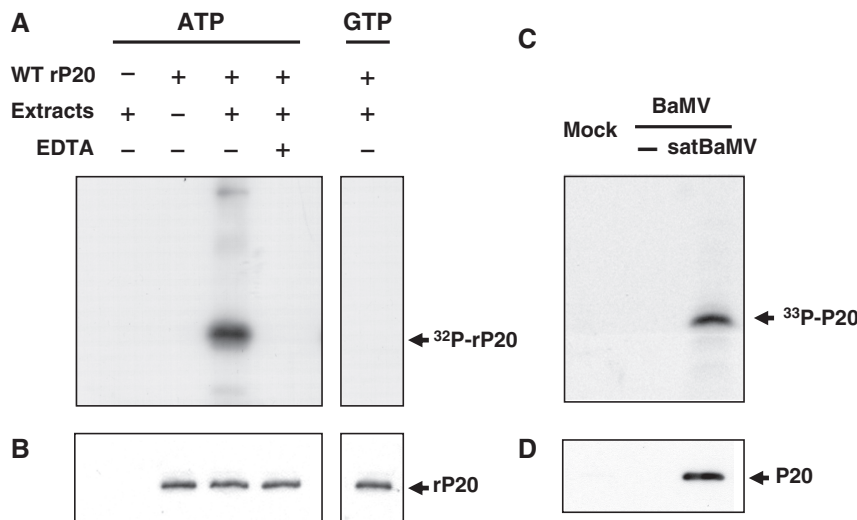 A
ATP
GTP
WT rP20 – + + + +
Extracts + – + + +
EDTA – – – + –
³²P-rP20
B
rP20
C
BaMV
Mock
– satBaMV
³³P-P20
D
P20